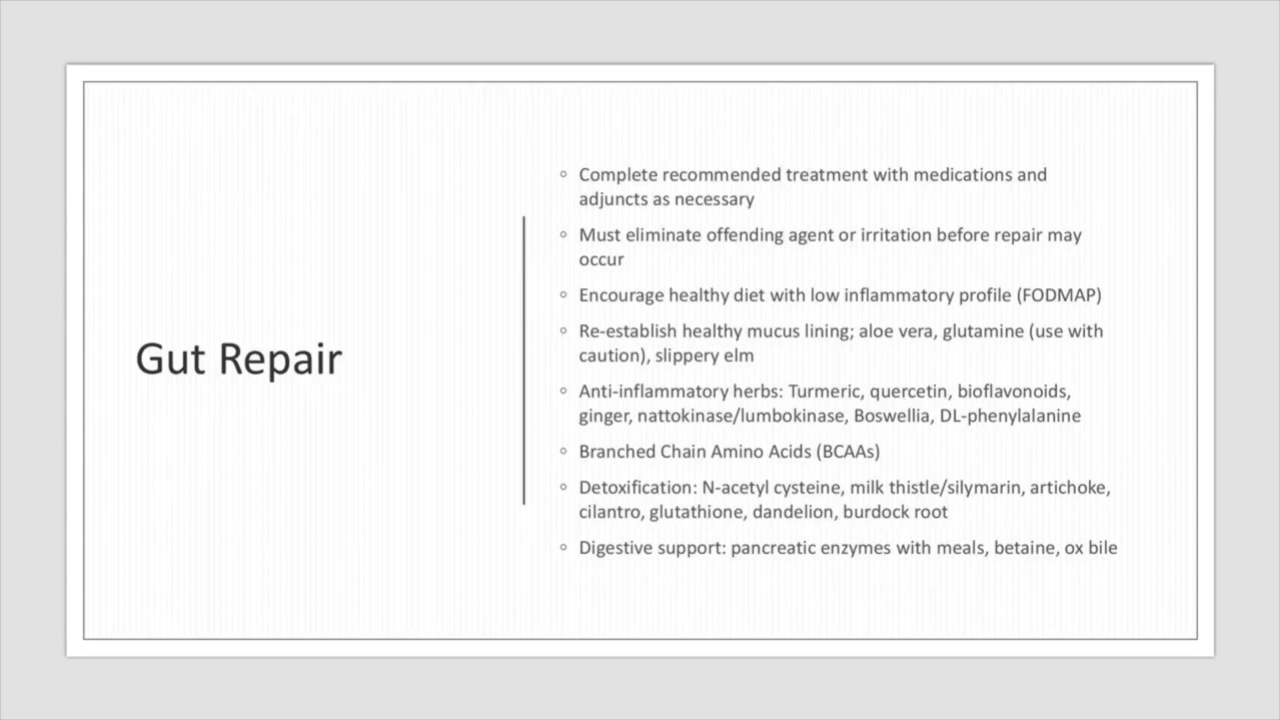 Gut Repair
Complete recommended treatment with medications and
adjuncts as necessary
Must eliminate offending agent or irritation before repair may
occur
Encourage healthy diet with low inflammatory profile (FODMAP)
Re-establish healthy mucus lining; aloe vera, glutamine (use with
caution), slippery elm
Anti-inflammatory herbs: Turmeric, quercetin, bioflavonoids,
ginger, nattokinase/lumbokinase, Boswellia, DL-phenylalanine
Branched Chain Amino Acids (BCAAs)
Detoxification: N-acetyl cysteine, milk thistle/silymarin, artichoke,
cilantro, glutathione, dandelion, burdock root
Digestive support: pancreatic enzymes with meals, betaine, ox bile